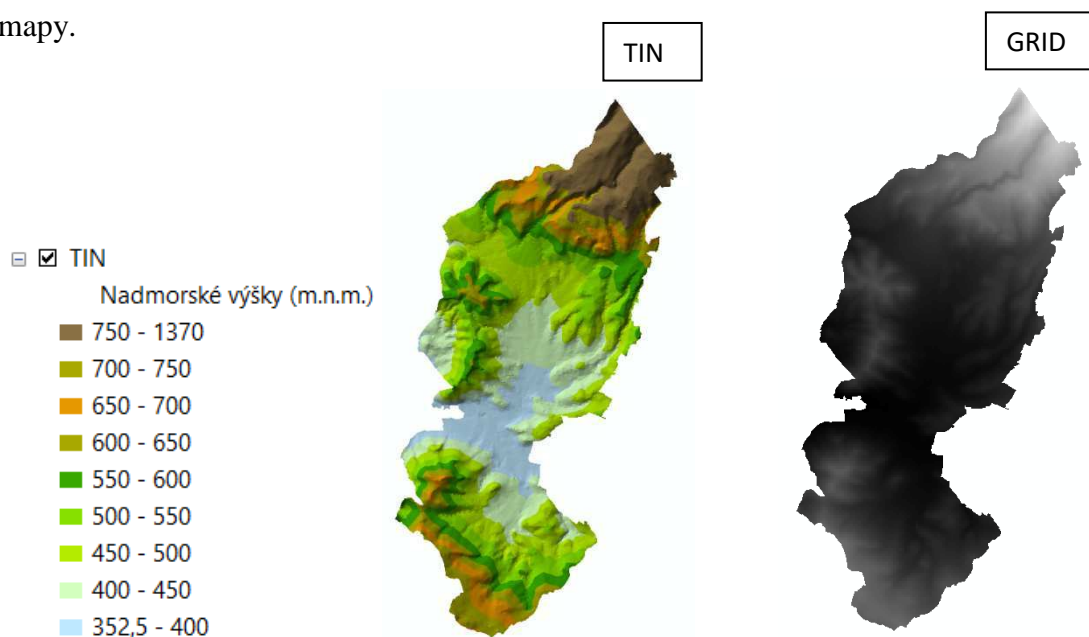 mapy.
TIN
GRID
TIN
Nadmorské výšky (m.n.m.)
750 - 1370
700 - 750
650 - 700
600 - 650
550 - 600
500 - 550
450 - 500
400 - 450
352,5 - 400